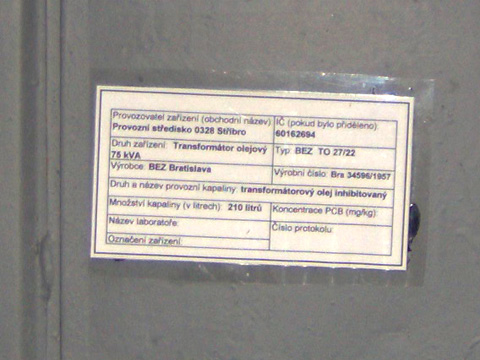 Provozovatel zařízení (obchodní název): IČ (pokud bylo přiděleno):
Provozní středisko 0328 Stříbro 60162694
Druh zařízení: Transformátor olejový Typ: BEZ TO 27/22
75 kVA
Výrobce: BEZ Bratislava Výrobní číslo: Bra 34596/1957
Druh a název provozní kapaliny: transformátorový olej inhibitovaný
Množství kapaliny (v litrech): 210 litrů Koncentrace PCB (mg/kg):
Název laboratoře: Číslo protokolu:
Označení zařízení